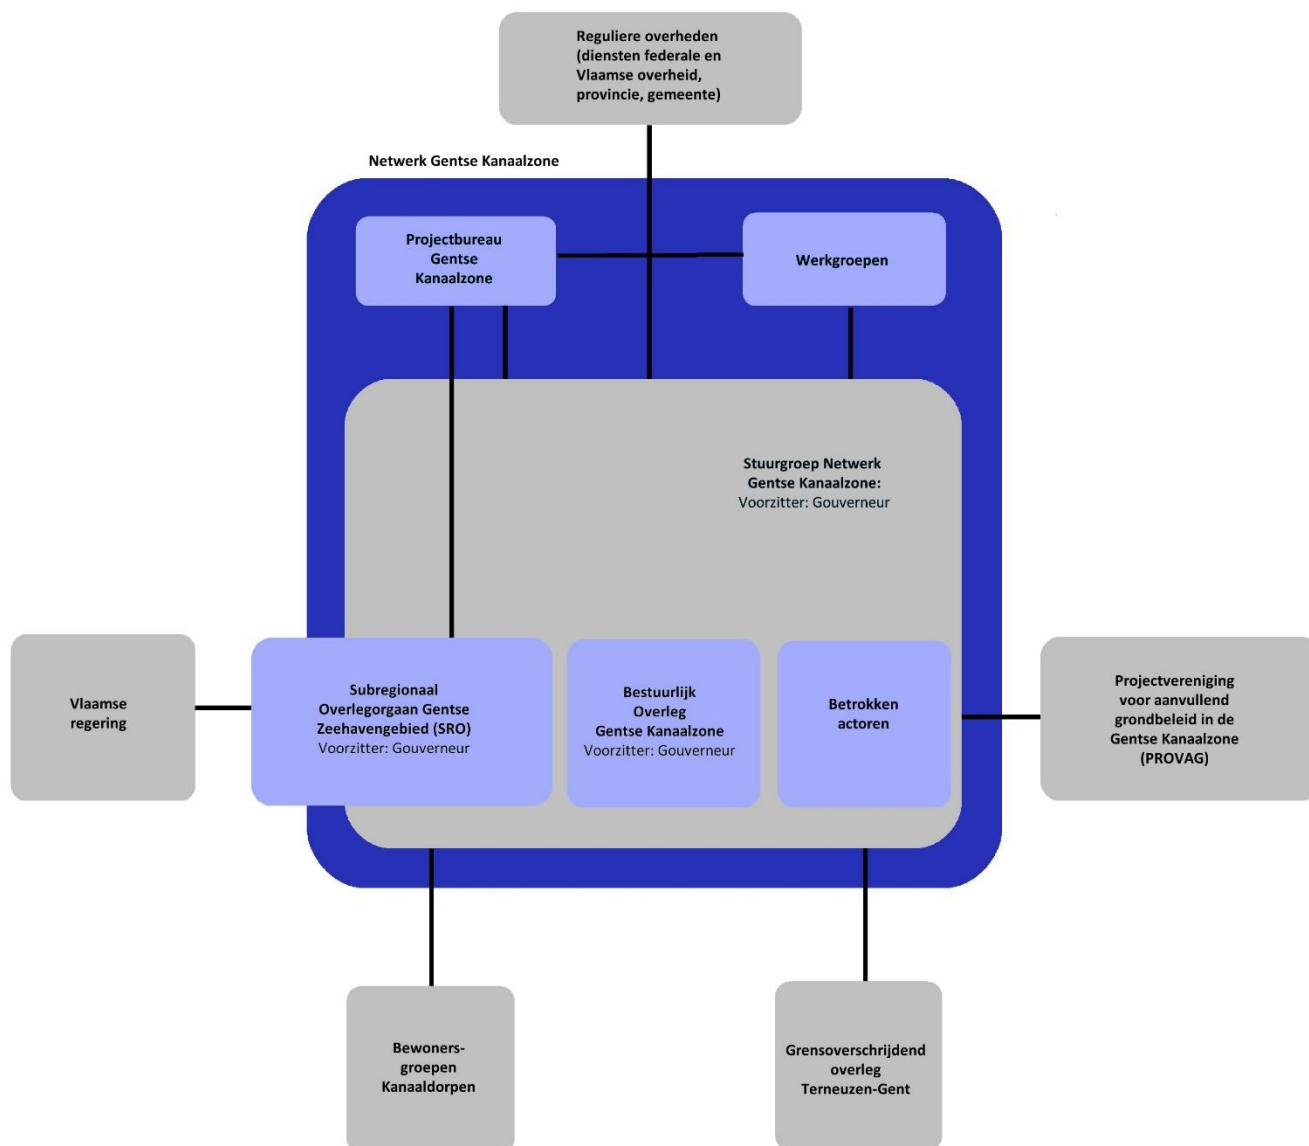 Reguliere overheden
(diensten federale en
Vlaamse overheid,
provincie, gemeente)
Netwerk Gentse Kanaalzone
Projectbureau
Gentse
Kanaalzone
Werkgroepen
Stuurgroep Netwerk
Gentse Kanaalzone:
Voorzitter: Gouverneur
Vlaamse
regering
Subregionaal
Overlegorgaan Gentse
Zeehavengebied (SRO)
Voorzitter: Gouverneur
Bestuurlijk
Overleg
Gentse Kanaalzone
Voorzitter: Gouverneur
Betrokken
actoren
Projectvereniging
voor aanvullend
grondbeleid in de
Gentse Kanaalzone
(PROVAG)
Bewoners-
groepen
Kanaaldorpen
Grensoverschrijdend
overleg
Terneuzen-Gent